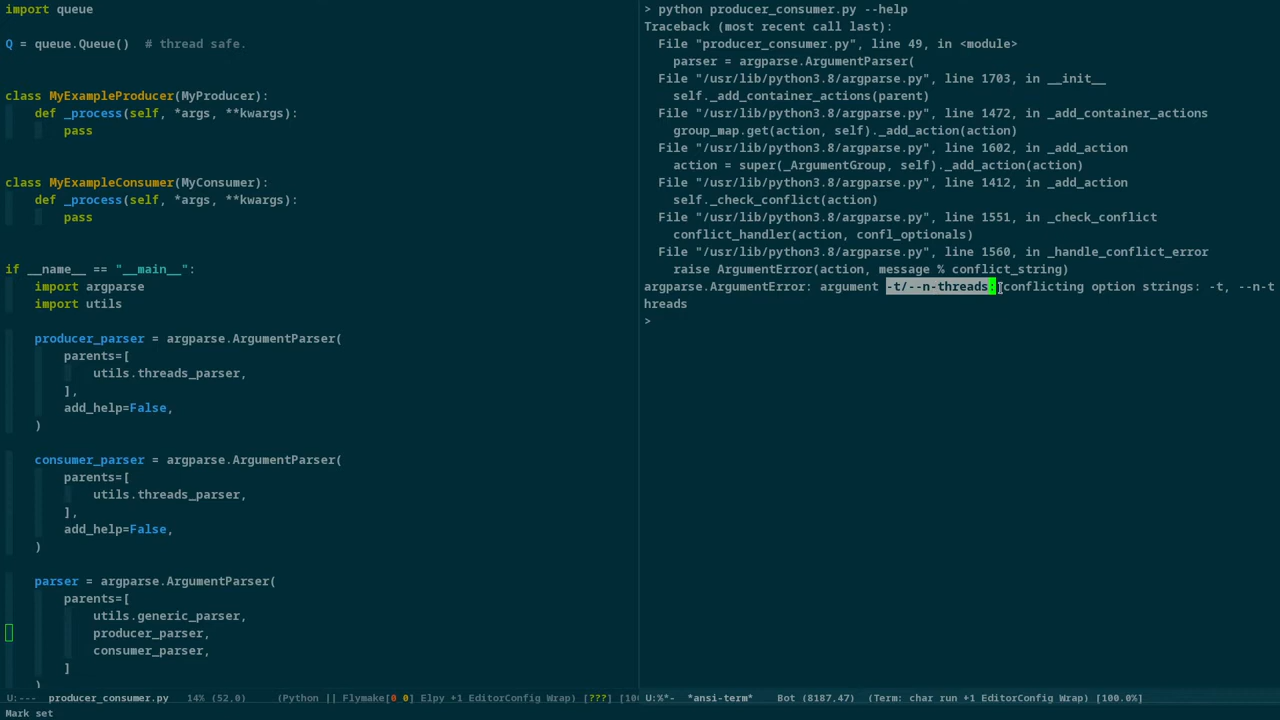 import queue
Q = queue.Queue()  # thread safe.
class MyExampleProducer(MyProducer):
    def _process(self, *args, **kwargs):
        pass
class MyExampleConsumer(MyConsumer):
    def _process(self, *args, **kwargs):
        pass
if __name__ == "__main__":
    import argparse
    import utils
    producer_parser = argparse.ArgumentParser(
        parents=[
            utils.threads_parser,
        ],
        add_help=False,
    )
    consumer_parser = argparse.ArgumentParser(
        parents=[
            utils.threads_parser,
        ],
        add_help=False,
    )
    parser = argparse.ArgumentParser(
        parents=[
            utils.generic_parser,
            producer_parser,
            consumer_parser,
        ]
    )
U:---  producer_consumer.py   14% (52,0)    (Python || Flymake[0 0] Elpy +1 EditorConfig Wrap) [???] [10
> python producer_consumer.py --help
Traceback (most recent call last):
  File "producer_consumer.py", line 49, in <module>
    parser = argparse.ArgumentParser(
  File "/usr/lib/python3.8/argparse.py", line 1703, in __init__
    self._add_container_actions(parent)
  File "/usr/lib/python3.8/argparse.py", line 1472, in _add_container_actions
    group_map.get(action, self)._add_action(action)
  File "/usr/lib/python3.8/argparse.py", line 1602, in _add_action
    action = super(_ArgumentGroup, self)._add_action(action)
  File "/usr/lib/python3.8/argparse.py", line 1412, in _add_action
    self._check_conflict(action)
  File "/usr/lib/python3.8/argparse.py", line 1551, in _check_conflict
    conflict_handler(action, confl_optionals)
  File "/usr/lib/python3.8/argparse.py", line 1560, in _handle_conflict_error
    raise ArgumentError(action, message % conflict_string)
argparse.ArgumentError: argument -t/--n-threads: conflicting option strings: -t, --n-t
hreads
>
U:%*-  *ansi-term*   Bot (8187,47)  (Term: char run +1 EditorConfig Wrap) [100.0%]
Mark set